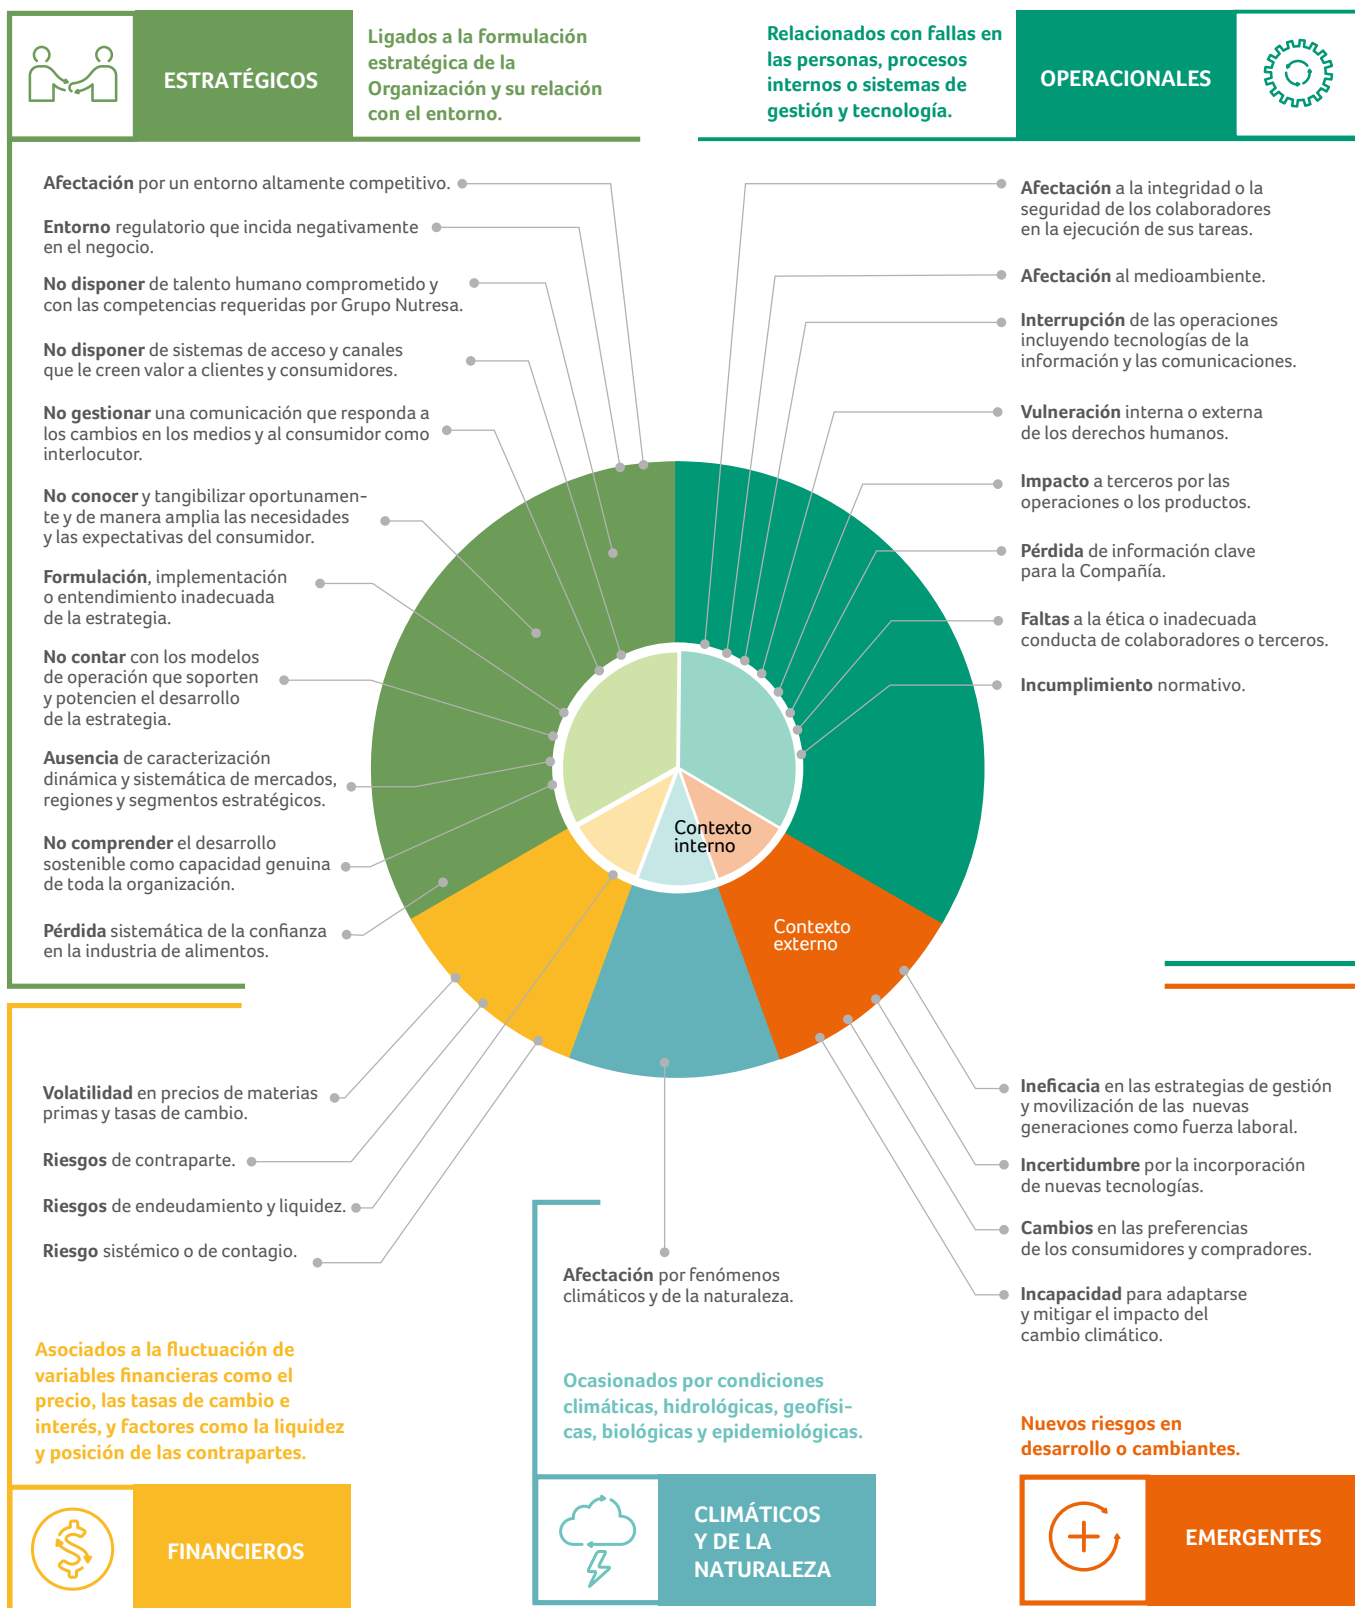 ESTRATÉGICOS
Ligados a la formulación
estratégica de la
Organización y su relación
con el entorno.
Afectación por un entorno altamente competitivo.
Entorno regulatorio que incida negativamente
en el negocio.
No disponer de talento humano comprometido y
con las competencias requeridas por Grupo Nutresa.
No disponer de sistemas de acceso y canales
que le creen valor a clientes y consumidores.
No gestionar una comunicación que responda a
los cambios en los medios y al consumidor como
interlocutor.
No conocer y tangibilizar oportunamen-
te y de manera amplia las necesidades
y las expectativas del consumidor.
Formulación, implementación
o entendimiento inadecuada
de la estrategia.
No contar con los modelos
de operación que soporten
y potencien el desarrollo
de la estrategia.
Ausencia de caracterización
dinámica y sistemática de mercados,
regiones y segmentos estratégicos.
No comprender el desarrollo
sostenible como capacidad genuina
de toda la organización.
Pérdida sistemática de la confianza
en la industria de alimentos.
Relacionados con fallas en
las personas, procesos
internos o sistemas de
gestión y tecnología.
OPERACIONALES
Afectación a la integridad o la
seguridad de los colaboradores
en la ejecución de sus tareas.
Afectación al medioambiente.
Interrupción de las operaciones
incluyendo tecnologías de la
información y las comunicaciones.
Vulneración interna o externa
de los derechos humanos.
Impacto a terceros por las
operaciones o los productos.
Pérdida de información clave
para la Compañía.
Faltas a la ética o inadecuada
conducta de colaboradores o terceros.
Incumplimiento normativo.
Contexto
interno
Contexto
externo
Volatilidad en precios de materias
primas y tasas de cambio.
Riesgos de contraparte.
Riesgos de endeudamiento y liquidez.
Riesgo sistémico o de contagio.
Asociados a la fluctuación de
variables financieras como el
precio, las tasas de cambio e
interés, y factores como la liquidez
y posición de las contrapartes.
FINANCIEROS
Afectación por fenómenos
climáticos y de la naturaleza.
Ocasionados por condiciones
climáticas, hidrológicas, geofísi-
cas, biológicas y epidemiológicas.
CLIMÁTICOS
Y DE LA
NATURALEZA
Ineficacia en las estrategias de gestión
y movilización de las nuevas
generaciones como fuerza laboral.
Incertidumbre por la incorporación
de nuevas tecnologías.
Cambios en las preferencias
de los consumidores y compradores.
Incapacidad para adaptarse
y mitigar el impacto del
cambio climático.
Nuevos riesgos en
desarrollo o cambiantes.
EMERGENTES